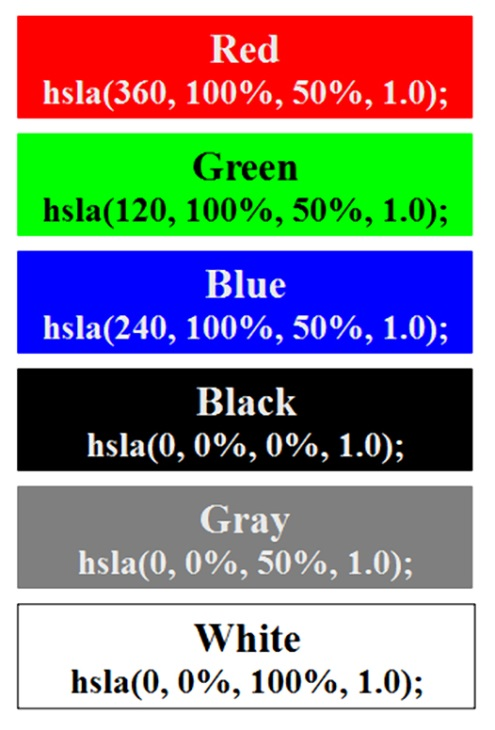 Red
hsla(360, 100%, 50%, 1.0);
Green
hsla(120, 100%, 50%, 1.0);
Blue
hsla(240, 100%, 50%, 1.0);
Black
hsla(0, 0%, 0%, 1.0);
Gray
hsla(0, 0%, 50%, 1.0);
White
hsla(0, 0%, 100%, 1.0);